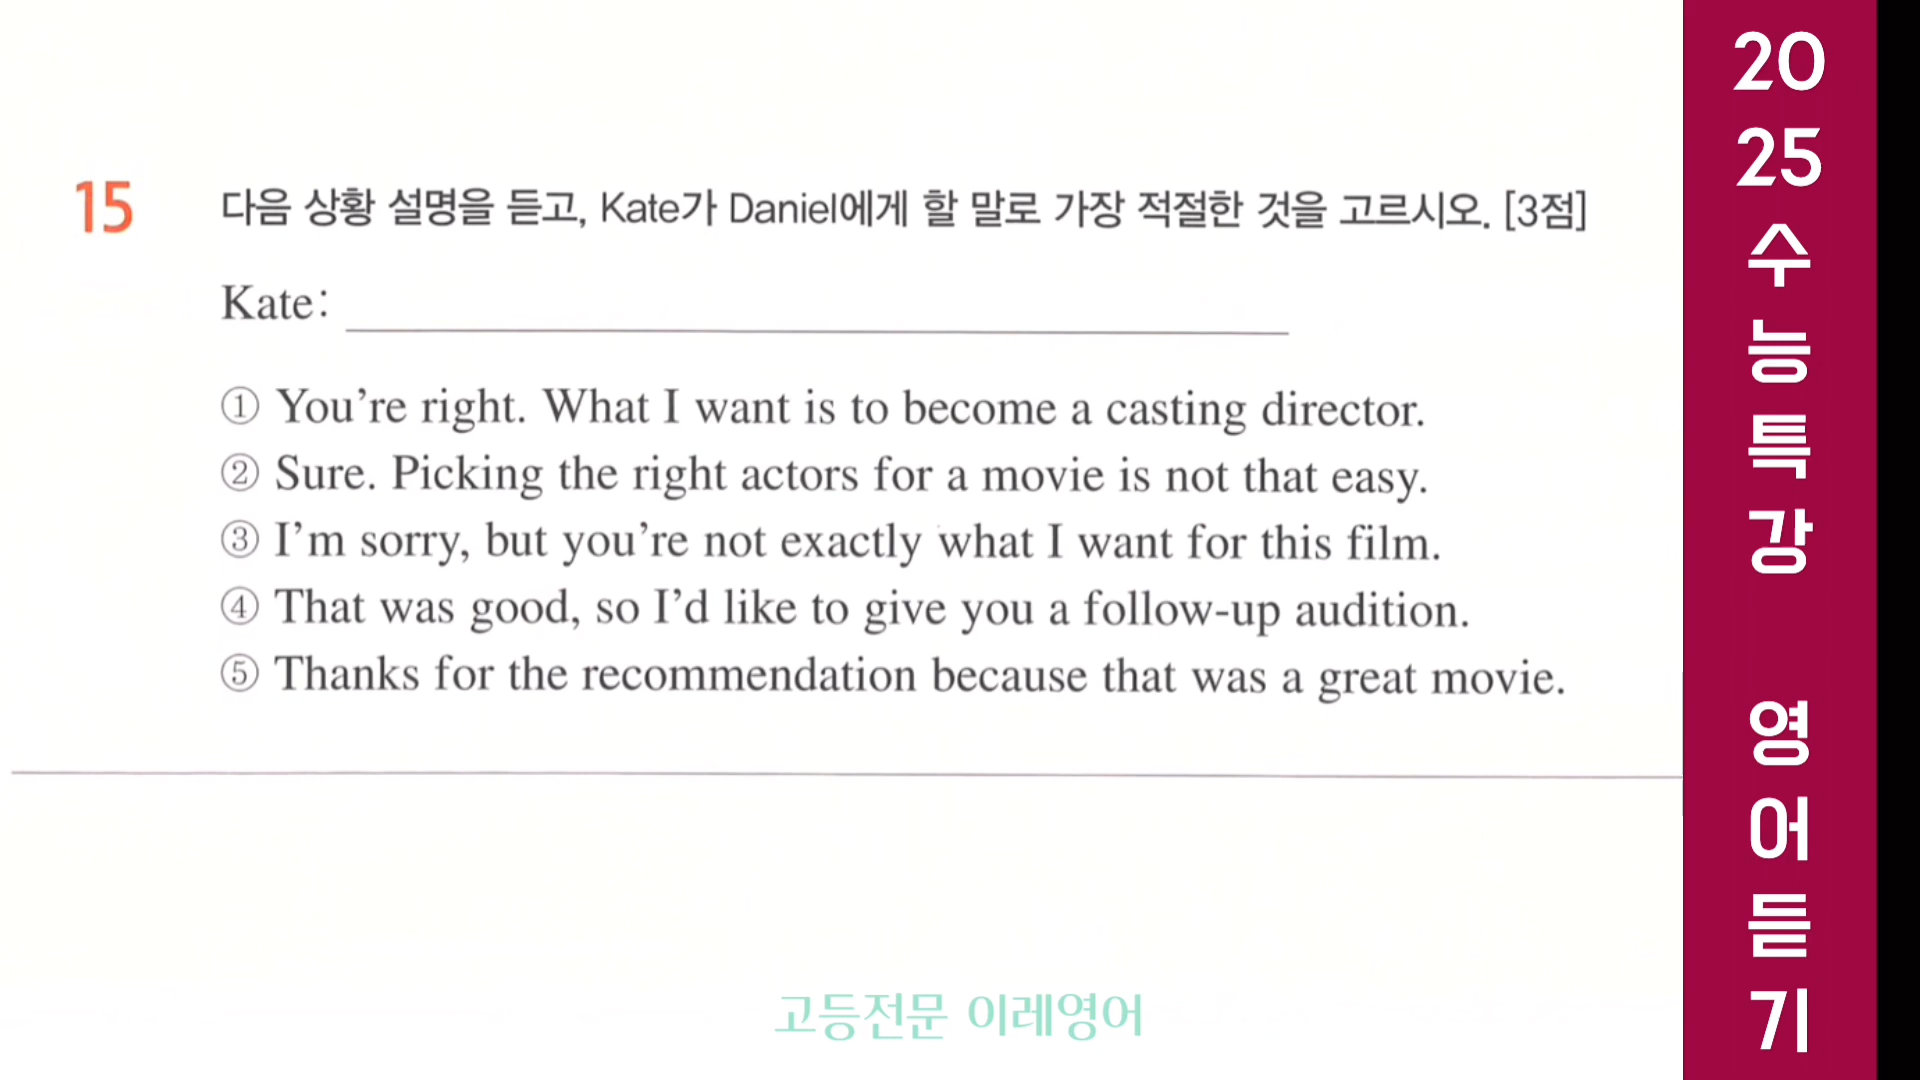 15 다음 상황 설명을 듣고, Kate가 Daniel에게 할 말로 가장 적절한 것을 고르시오. [3점]
Kate:
① You're right. What I want is to become a casting director.
② Sure. Picking the right actors for a movie is not that easy.
③ I'm sorry, but you're not exactly what I want for this film.
④ That was good, so I'd like to give you a follow-up audition.
⑤ Thanks for the recommendation because that was a great movie.
고등전문 이레영어
20
25
수
능
특
강
영
어
듣
기